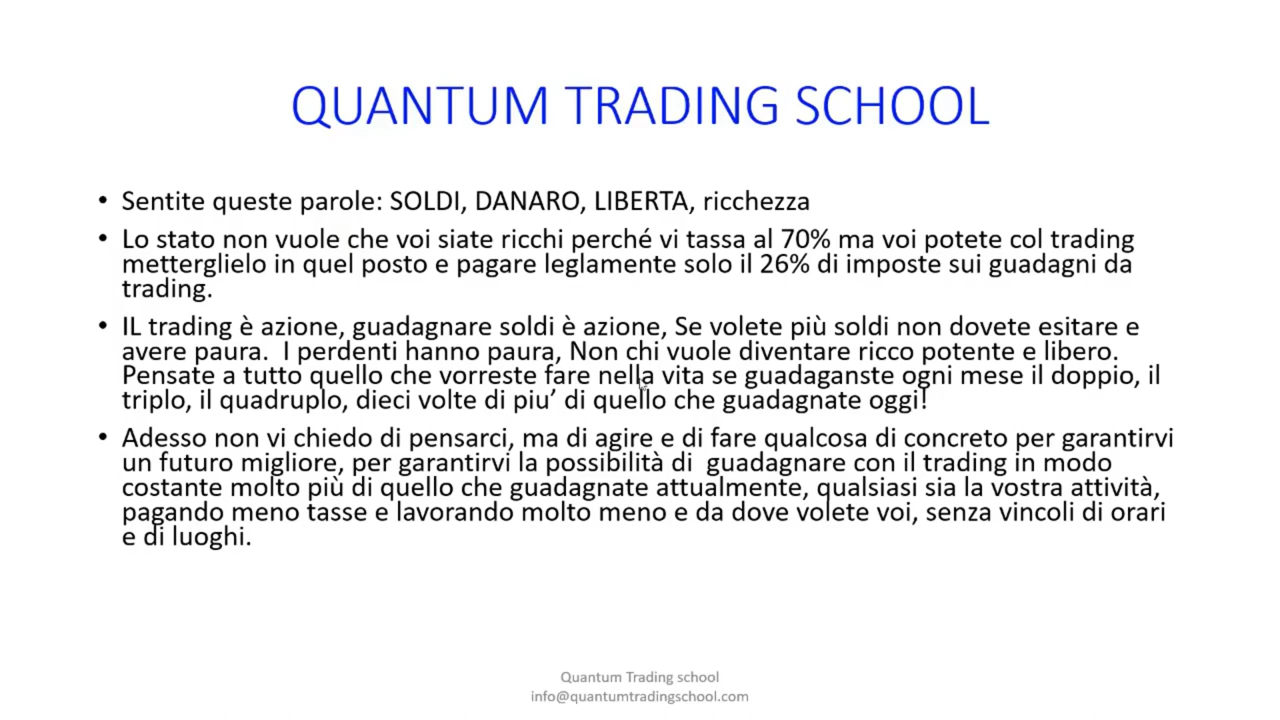 QUANTUM TRADING SCHOOL
• Sentite queste parole: SOLDI, DANARO, LIBERTA, ricchezza
• Lo stato non vuole che voi siate ricchi perché vi tassa al 70% ma voi potete col trading
metterglielo in quel posto e pagare leglamente solo il 26% di imposte sui guadagni da
trading.
• IL trading è azione, guadagnare soldi è azione, Se volete più soldi non dovete esitare e
avere paura.  I perdenti hanno paura, Non chi vuole diventare ricco potente e libero.
Pensate a tutto quello che vorreste fare nella vita se guadaganste ogni mese il doppio, il
triplo, il quadruplo, dieci volte di piu’ di quello che guadagnate oggi!
• Adesso non vi chiedo di pensarci, ma di agire e di fare qualcosa di concreto per garantirvi
un futuro migliore, per garantirvi la possibilità di  guadagnare con il trading in modo
costante molto più di quello che guadagnate attualmente, qualsiasi sia la vostra attività,
pagando meno tasse e lavorando molto meno e da dove volete voi, senza vincoli di orari
e di luoghi.
Quantum Trading school
info@quantumtradingschool.com